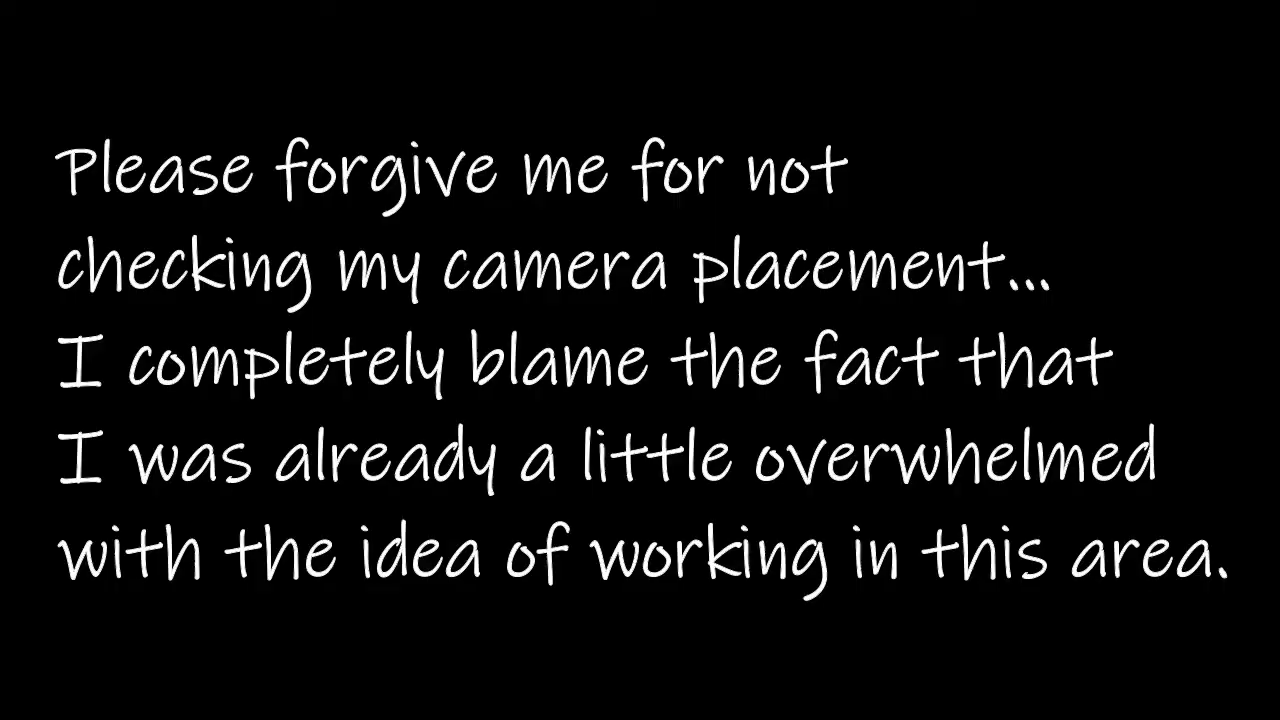 Please forgive me for not
checking my camera placement...
I completely blame the fact that
I was already a little overwhelmed
with the idea of working in this area.